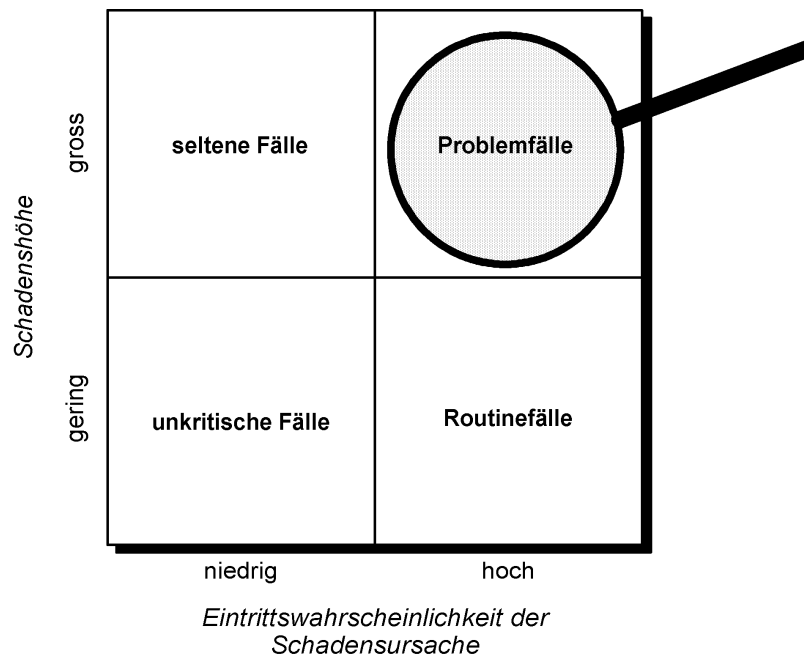 gross
seltene Fälle
Problemfälle
Schadenshöhe
gering
unkritische Fälle
Routinefälle
niedrig
hoch
Eintrittswahrscheinlichkeit der
Schadensursache